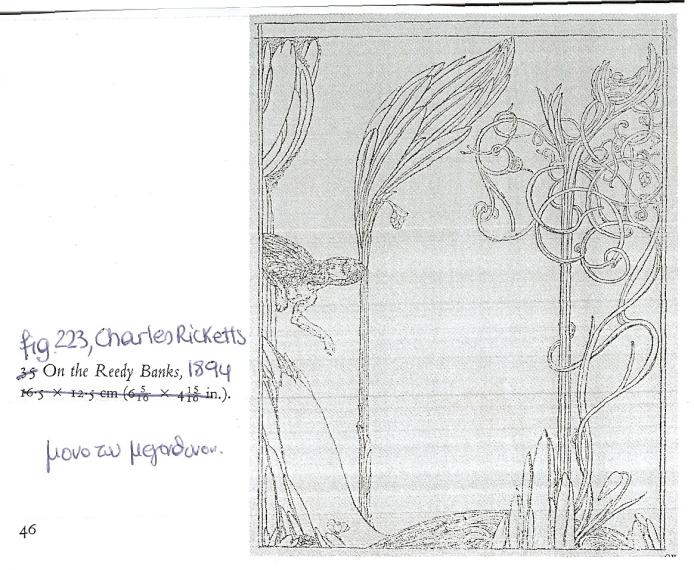 fig. 223, Charles Ricketts
35 On the Reedy Banks, 1894
16·5 × 12·5 cm (6 5/16 × 4 15/16 in.).
μονο των
46